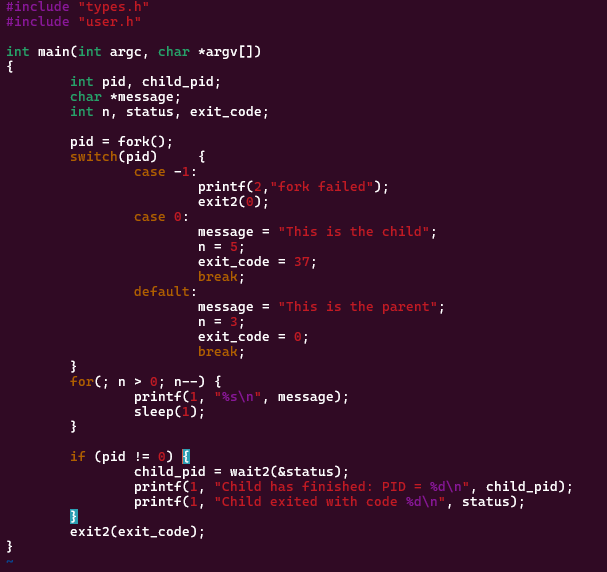 #include "types.h"
#include "user.h"

int main(int argc, char *argv[])
{
        int pid, child_pid;
        char *message;
        int n, status, exit_code;

        pid = fork();
        switch(pid)     {
                case -1:
                        printf(2,"fork failed");
                        exit2(0);
                case 0:
                        message = "This is the child";
                        n = 5;
                        exit_code = 37;
                        break;
                default:
                        message = "This is the parent";
                        n = 3;
                        exit_code = 0;
                        break;
        }
        for(; n > 0; n--) {
                printf(1, "%s\n", message);
                sleep(1);
        }

        if (pid != 0) {
                child_pid = wait2(&status);
                printf(1, "Child has finished: PID = %d\n", child_pid);
                printf(1, "Child exited with code %d\n", status);
        }
        exit2(exit_code);
}
~